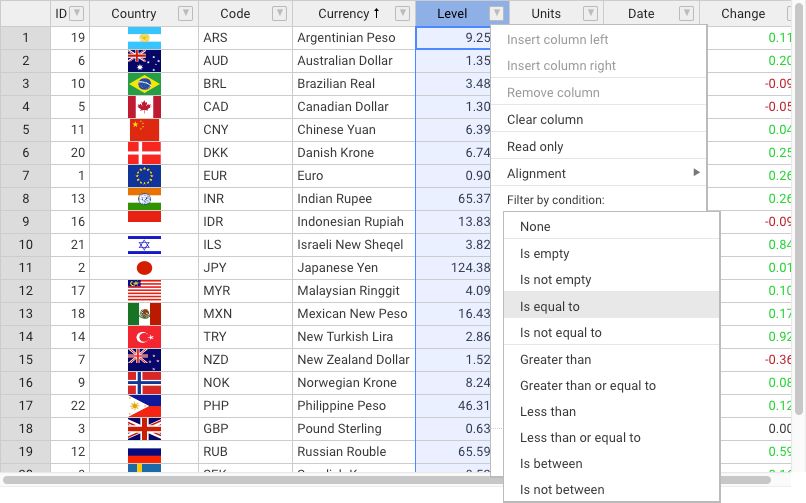 ID Country Code Currency ↑ Level Units Date Change
1 19 ARS Argentinian Peso 9.25 Insert column left 0.11
2 6 AUD Australian Dollar 1.35 Insert column right 0.20
3 10 BRL Brazilian Real 3.48 Remove column -0.09
4 5 CAD Canadian Dollar 1.30 Clear column -0.05
5 11 CNY Chinese Yuan 6.39 Read only 0.04
6 20 DKK Danish Krone 6.74 0.25
7 1 EUR Euro 0.90 Alignment 0.26
8 13 INR Indian Rupee 65.37 Filter by condition: 0.26
9 16 IDR Indonesian Rupiah 13.83 None -0.09
10 21 ILS Israeli New Sheqel 3.82 Is empty 0.84
11 2 JPY Japanese Yen 124.38 Is not empty 0.01
12 17 MYR Malaysian Ringgit 4.09 0.10
13 18 MXN Mexican New Peso 16.43 Is equal to 0.17
14 14 TRY New Turkish Lira 2.86 Is not equal to 0.92
15 7 NZD New Zealand Dollar 1.52 Greater than -0.36
16 9 NOK Norwegian Krone 8.24 Greater than or equal to 0.08
17 22 PHP Philippine Peso 46.31 Less than 0.12
18 3 GBP Pound Sterling 0.63 Less than or equal to 0.00
19 12 RUB Russian Rouble 65.59 Is between 0.59
Is not between